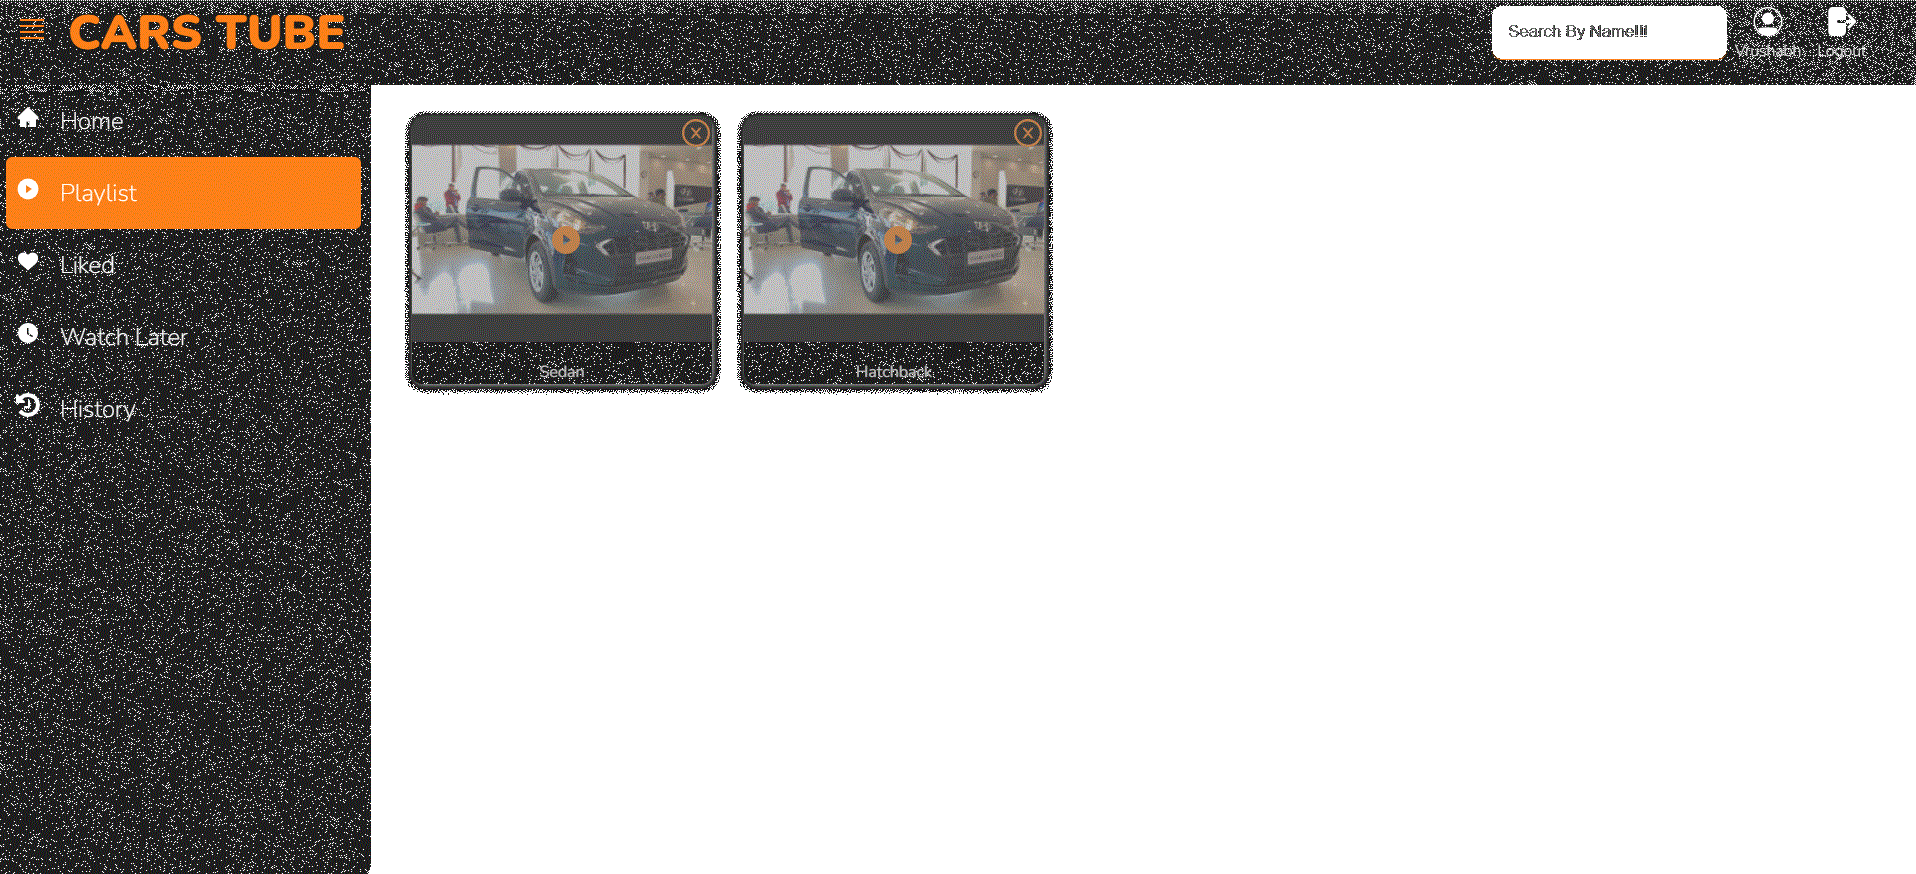 CARS TUBE
Search By Name!!!
Vrushabh
Logout
Home
Playlist
Liked
Watch Later
History
Sedan
Hatchback